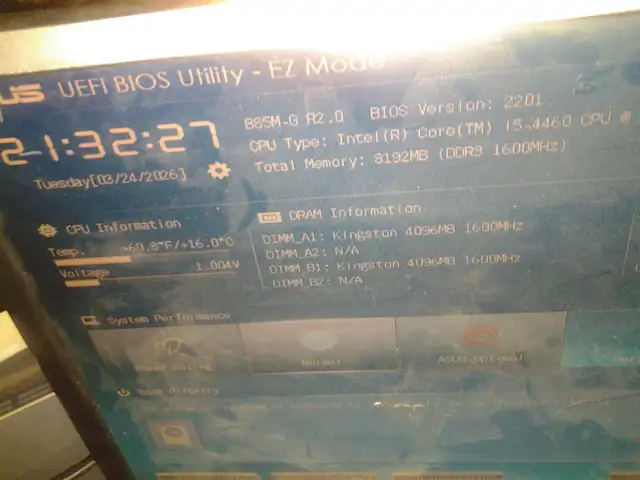 US UEFI BIOS Utility - EZ Mode
21:32:27
Tuesday[03/24/2026]
B85M-G R2.0 BIOS Version: 2201
CPU Type: Intel(R) Core(TM) i5-4460 CPU @
Total Memory: 8192MB (DDR3 1600MHz)
CPU Information
Temp. +60.8°F/+16.0°C
Voltage 1.004V
DRAM Information
DIMM_A1: Kingston 4096MB 1600MHz
DIMM_A2: N/A
DIMM_B1: Kingston 4096MB 1600MHz
DIMM_B2: N/A
System Performance
Power Saving
Normal
ASUS Optimal
Boot Priority